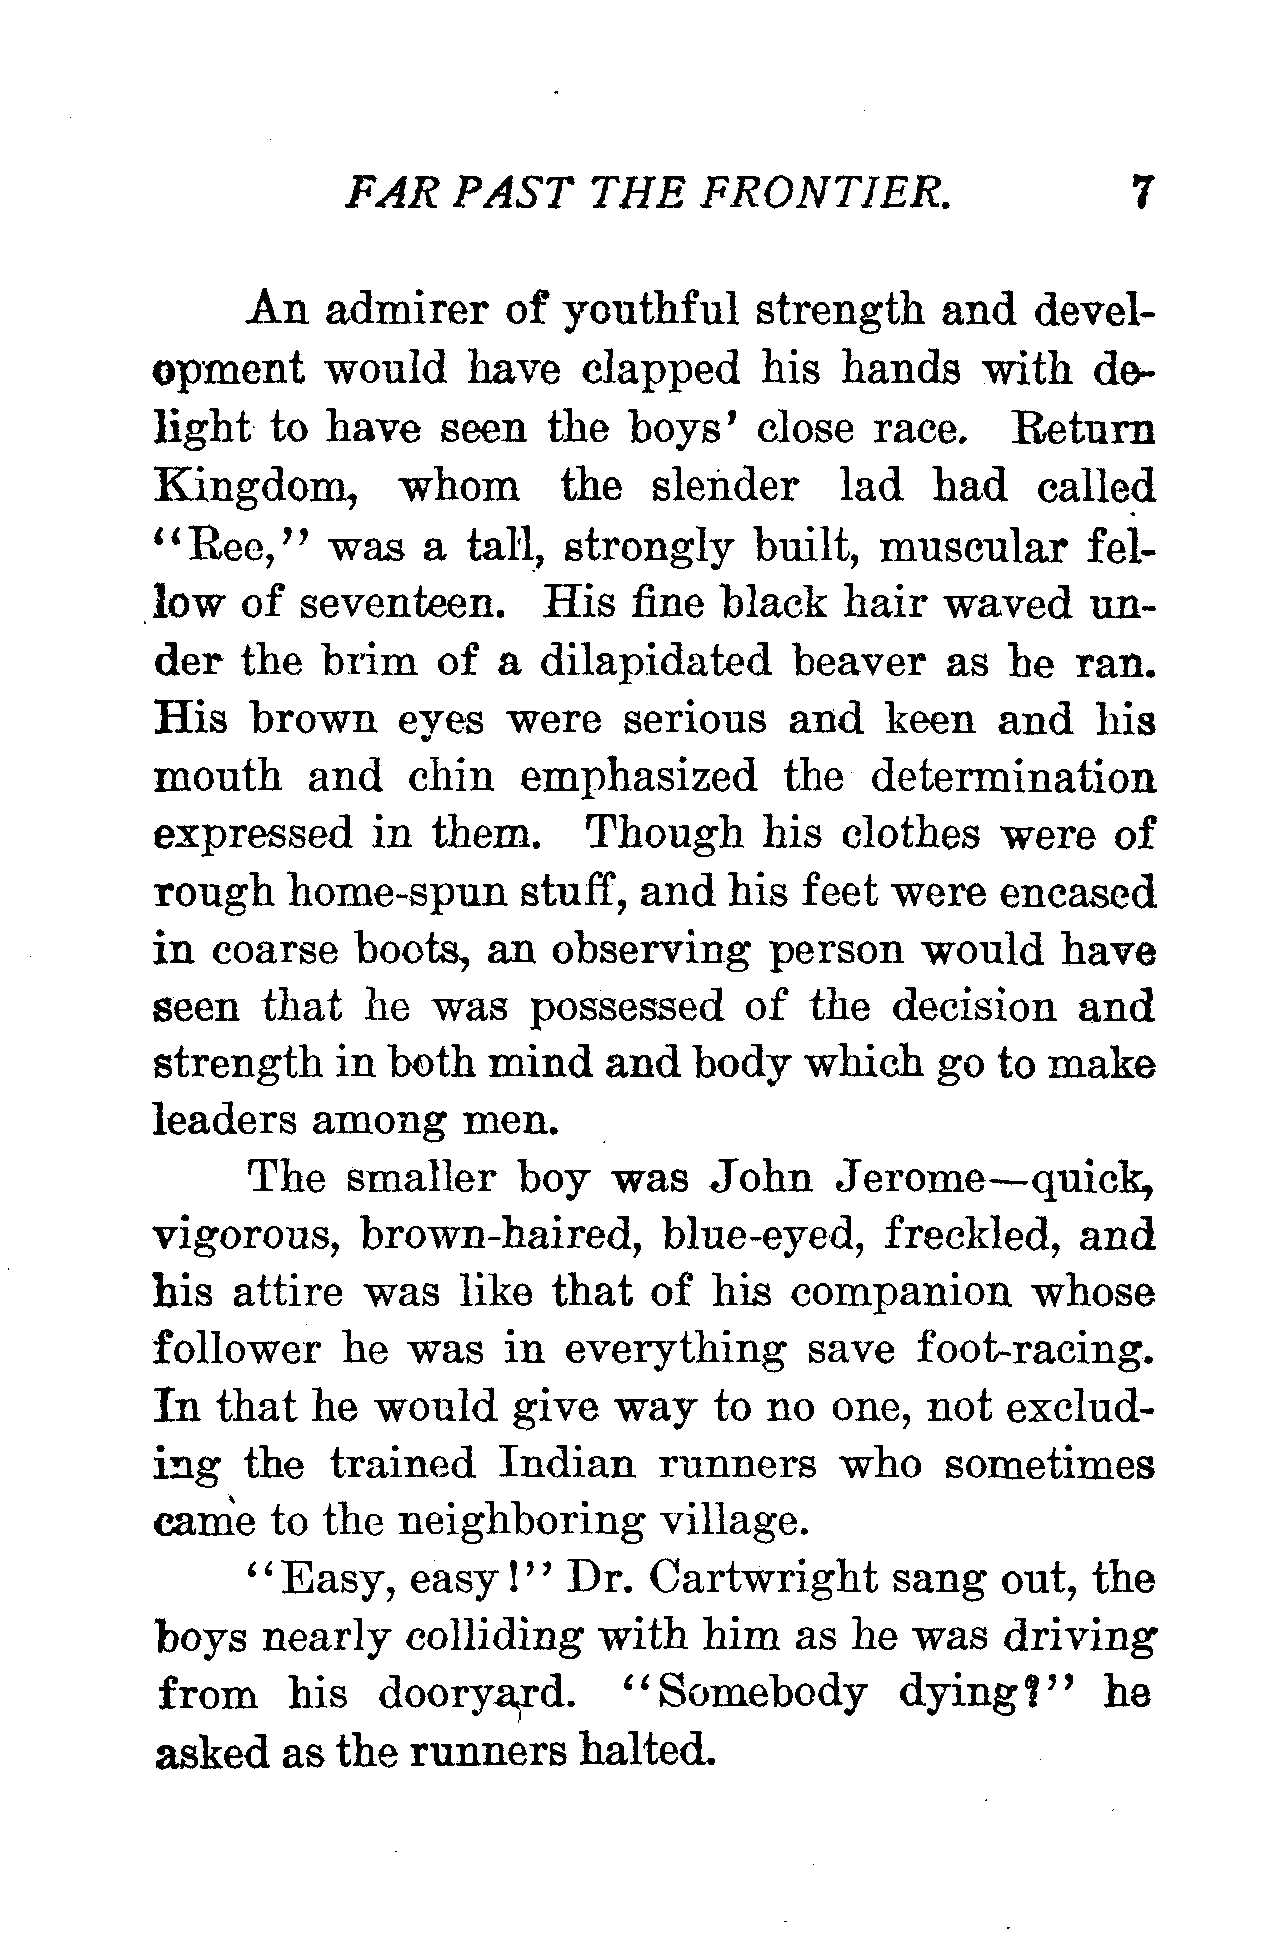 FAR PAST THE FRONTIER. 7
An admirer of youthful strength and devel-
opment would have clapped his hands with de-
light to have seen the boys' close race. Return
Kingdom, whom the slender lad had called
"Ree," was a tall, strongly built, muscular fel-
low of seventeen. His fine black hair waved un-
der the brim of a dilapidated beaver as he ran.
His brown eyes were serious and keen and his
mouth and chin emphasized the determination
expressed in them. Though his clothes were of
rough home-spun stuff, and his feet were encased
in coarse boots, an observing person would have
seen that he was possessed of the decision and
strength in both mind and body which go to make
leaders among men.
The smaller boy was John Jerome—quick,
vigorous, brown-haired, blue-eyed, freckled, and
his attire was like that of his companion whose
follower he was in everything save foot-racing.
In that he would give way to no one, not exclud-
ing the trained Indian runners who sometimes
came to the neighboring village.
"Easy, easy!" Dr. Cartwright sang out, the
boys nearly colliding with him as he was driving
from his dooryard. "Somebody dying?" he
asked as the runners halted.